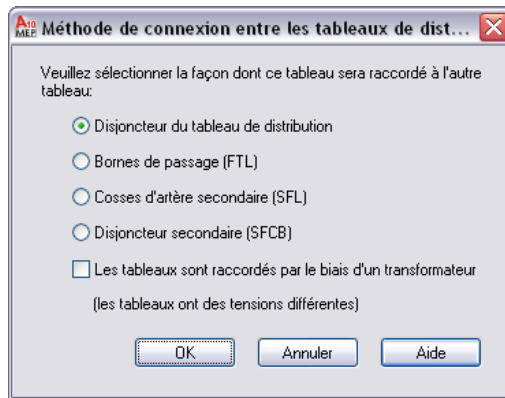 A10
MEP
Méthode de connexion entre les tableaux de dist...
Veuillez sélectionner la façon dont ce tableau sera raccordé à l'autre
tableau:
Disjoncteur du tableau de distribution
Bornes de passage (FTL)
Cosses d'artère secondaire (SFL)
Disjoncteur secondaire (SFCB)
Les tableaux sont raccordés par le biais d'un transformateur
(les tableaux ont des tensions différentes)
OK Annuler Aide